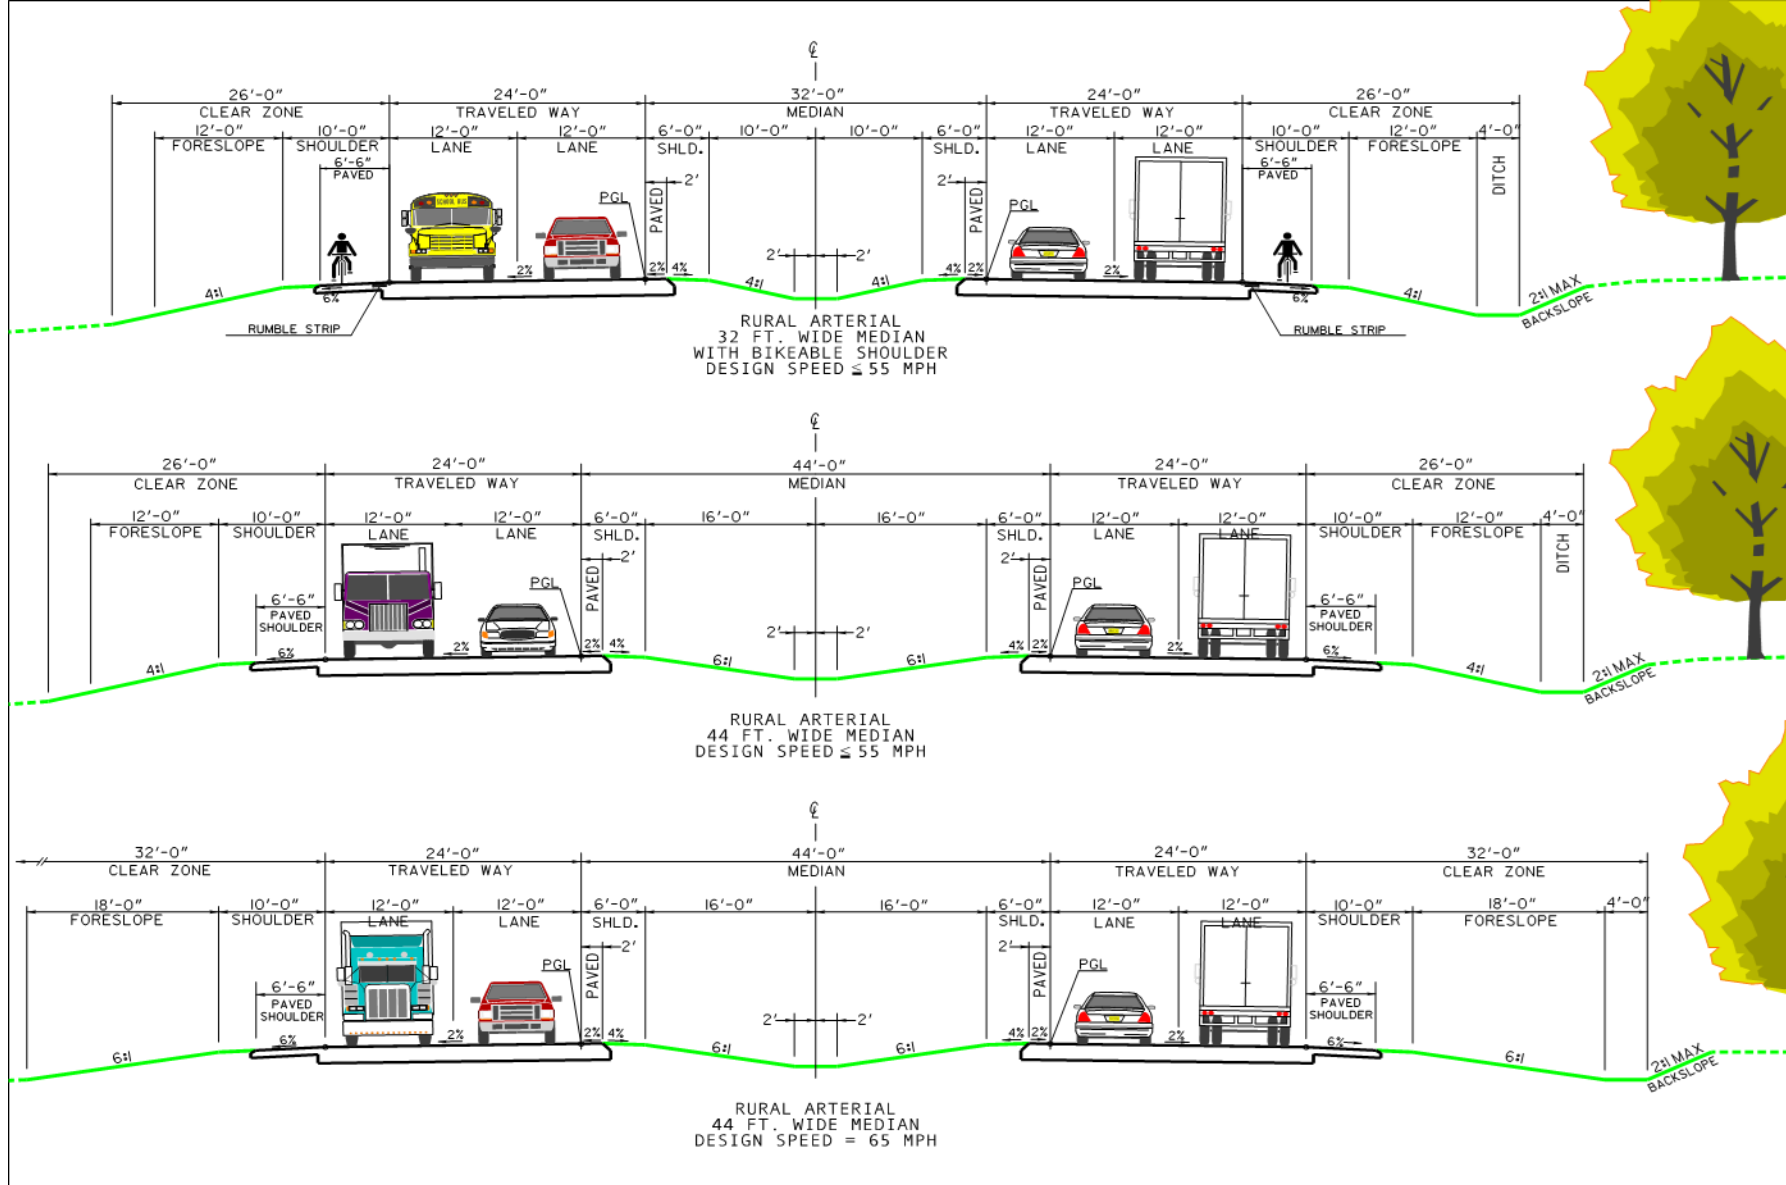 ℄
26'-0" 24'-0" 32'-0" 24'-0" 26'-0"
CLEAR ZONE TRAVELED WAY MEDIAN TRAVELED WAY CLEAR ZONE
12'-0" 10'-0" 12'-0" 12'-0" 6'-0" 10'-0" 10'-0" 6'-0" 12'-0" 12'-0" 10'-0" 12'-0" 4'-0"
FORESLOPE SHOULDER LANE LANE SHLD. SHLD. LANE LANE SHOULDER FORESLOPE DITCH
6'-6" 6'-6"
PAVED PAVED 2' 2' PAVED PAVED
SCHOOL BUS
PGL PGL
2' 2'
4:1 6% 2% 2% 4% 4:1 4:1 4% 2% 2% 6% 4:1 2:1 MAX
BACKSLOPE
RUMBLE STRIP RUMBLE STRIP
RURAL ARTERIAL
32 FT. WIDE MEDIAN
WITH BIKEABLE SHOULDER
DESIGN SPEED ≦ 55 MPH
℄
26'-0" 24'-0" 44'-0" 24'-0" 26'-0"
CLEAR ZONE TRAVELED WAY MEDIAN TRAVELED WAY CLEAR ZONE
12'-0" 10'-0" 12'-0" 12'-0" 6'-0" 16'-0" 16'-0" 6'-0" 12'-0" 12'-0" 10'-0" 12'-0" 4'-0"
FORESLOPE SHOULDER LANE LANE SHLD. SHLD. LANE LANE SHOULDER FORESLOPE DITCH
2' 2'
PGL PAVED PAVED PGL
6'-6" 6'-6"
PAVED PAVED
SHOULDER SHOULDER
2' 2'
4:1 6% 2% 2% 4% 6:1 6:1 4% 2% 2% 6% 4:1 2:1 MAX
BACKSLOPE
RURAL ARTERIAL
44 FT. WIDE MEDIAN
DESIGN SPEED ≦ 55 MPH
℄
32'-0" 24'-0" 44'-0" 24'-0" 32'-0"
CLEAR ZONE TRAVELED WAY MEDIAN TRAVELED WAY CLEAR ZONE
18'-0" 10'-0" 12'-0" 12'-0" 6'-0" 16'-0" 16'-0" 6'-0" 12'-0" 12'-0" 10'-0" 18'-0" 4'-0"
FORESLOPE SHOULDER LANE LANE SHLD. SHLD. LANE LANE SHOULDER FORESLOPE
2' 2'
PGL PAVED PAVED PGL
6'-6" 6'-6"
PAVED PAVED
SHOULDER SHOULDER
2' 2'
6:1 6% 2% 2% 4% 6:1 6:1 4% 2% 2% 6% 6:1 2:1 MAX
BACKSLOPE
RURAL ARTERIAL
44 FT. WIDE MEDIAN
DESIGN SPEED = 65 MPH